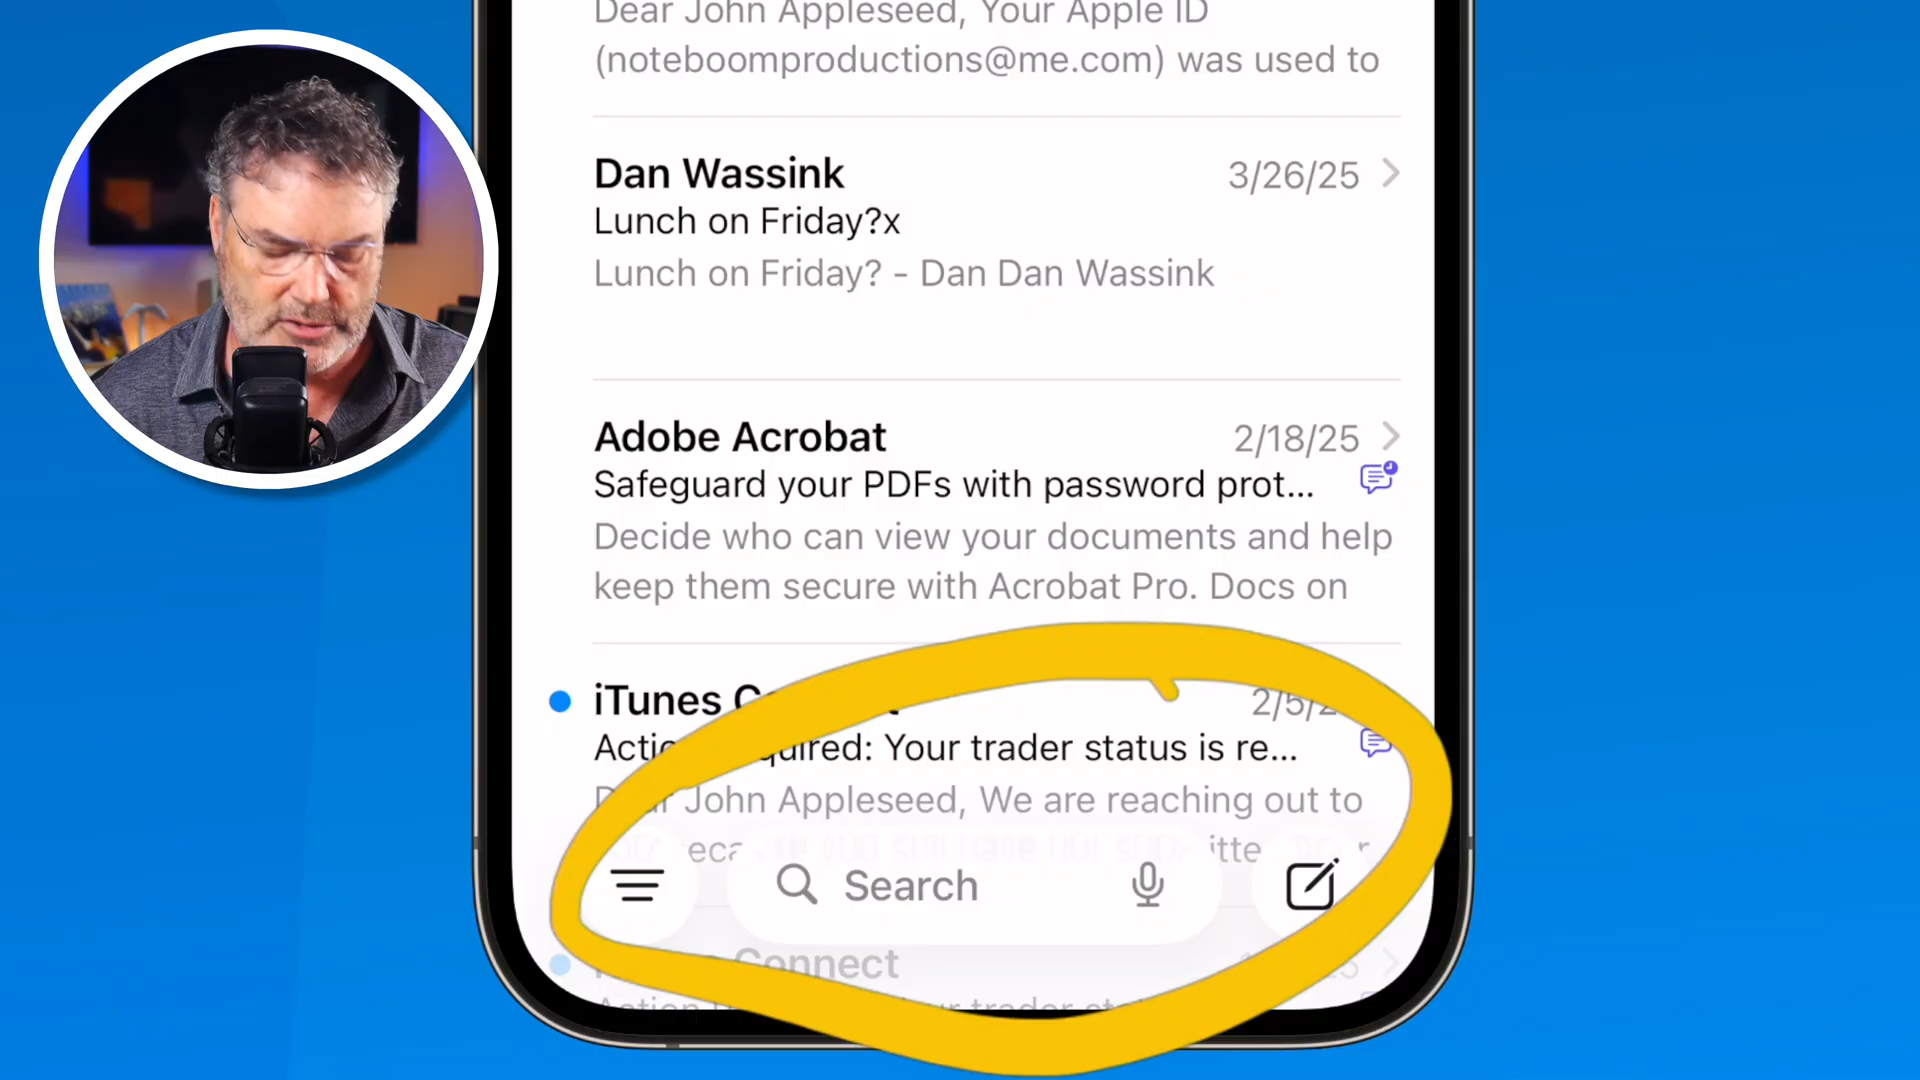 Dear John Appleseed, Your Apple ID
(noteboomproductions@me.com) was used to
Dan Wassink 3/26/25
Lunch on Friday?x
Lunch on Friday? - Dan Dan Wassink
Adobe Acrobat 2/18/25
Safeguard your PDFs with password prot...
Decide who can view your documents and help
keep them secure with Acrobat Pro. Docs on
iTunes
Your trader status is re...
John Appleseed, We are reaching out to
Search
Connect